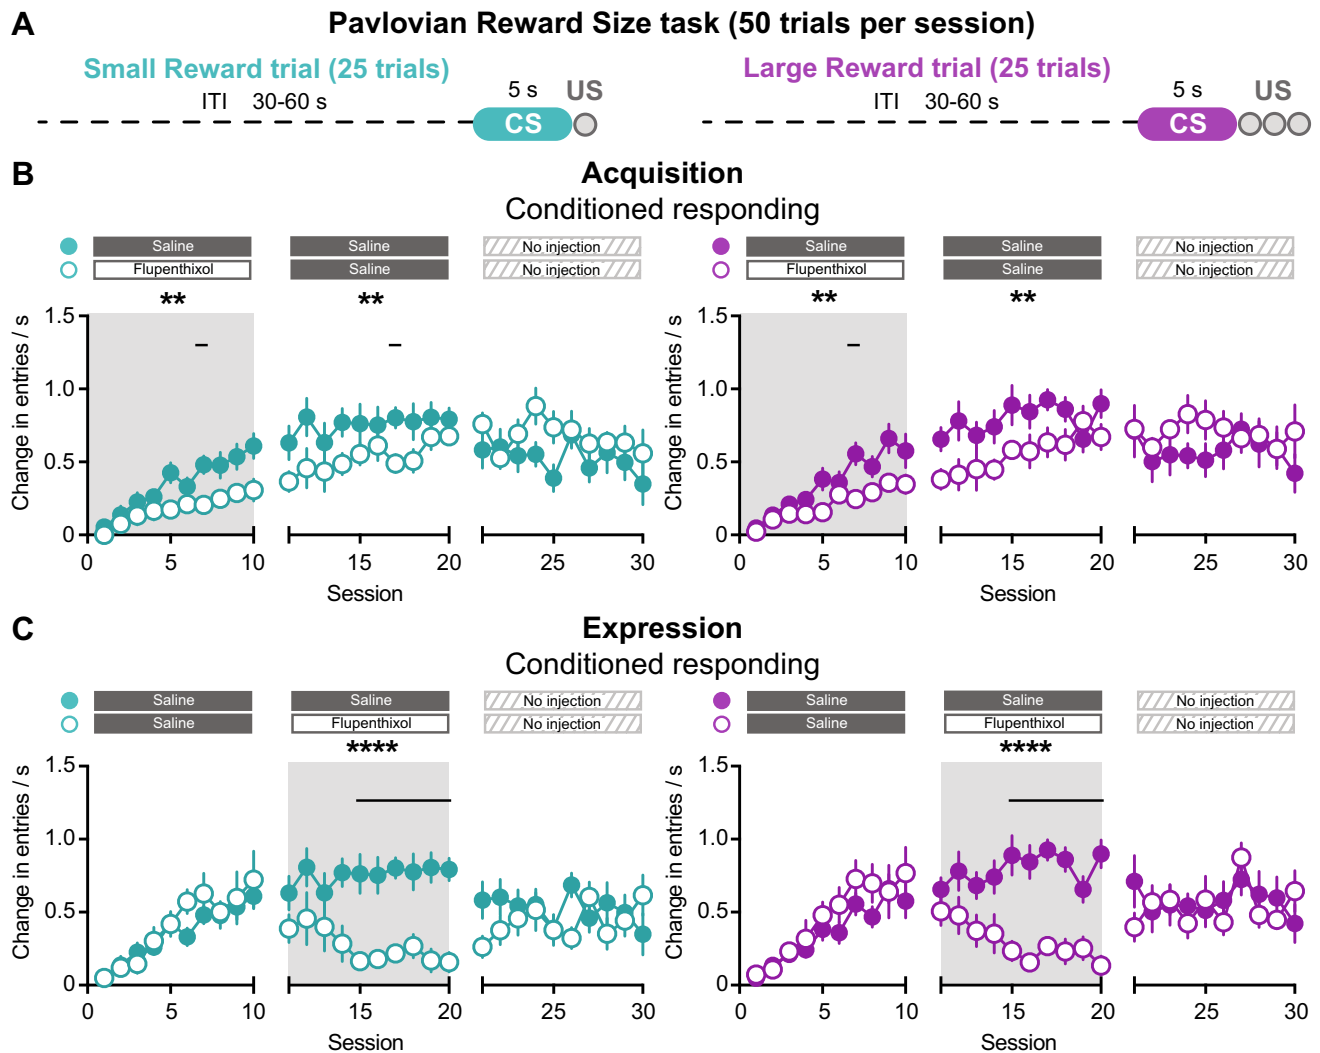 A
Pavlovian Reward Size task (50 trials per session)
Small Reward trial (25 trials)
Large Reward trial (25 trials)
ITI 30-60 s
5 s
US
CS
ITI 30-60 s
5 s
US
CS
B
Acquisition
Conditioned responding
Saline
Saline
No injection
Saline
Saline
No injection
Flupenthixol
Saline
No injection
Flupenthixol
Saline
No injection
**
**
**
**
Change in entries / s
1.5
1.0
0.5
0
0
5
10
15
20
25
30
Session
Change in entries / s
1.5
1.0
0.5
0
0
5
10
15
20
25
30
Session
C
Expression
Conditioned responding
Saline
Saline
No injection
Saline
Saline
No injection
Saline
Flupenthixol
No injection
Saline
Flupenthixol
No injection
****
****
Change in entries / s
1.5
1.0
0.5
0
0
5
10
15
20
25
30
Session
Change in entries / s
1.5
1.0
0.5
0
0
5
10
15
20
25
30
Session